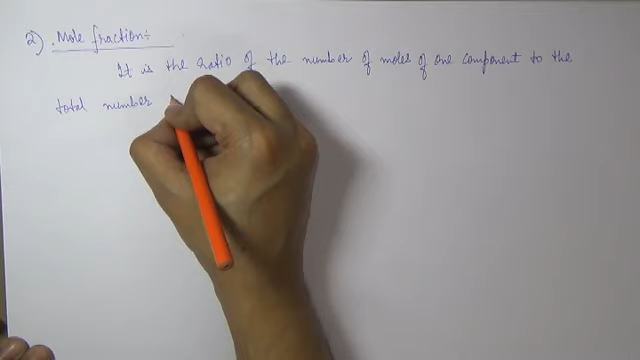 2) . Mole fraction:-
It is the ratio of the number of moles of one component to the
total number